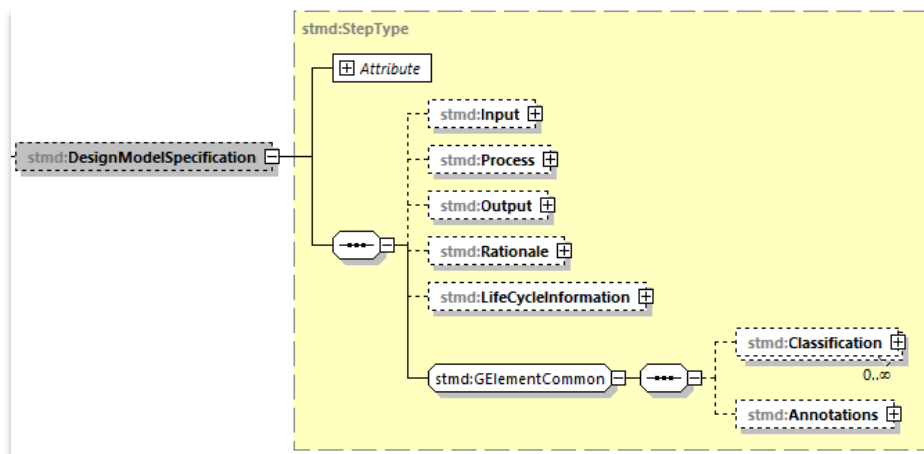 stmd:StepType
Attribute
stmd:Input
stmd:Process
stmd:DesignModelSpecification
stmd:Output
stmd:Rationale
stmd:LifeCycleInformation
stmd:Classification
stmd:GElementCommon
0..∞
stmd:Annotations